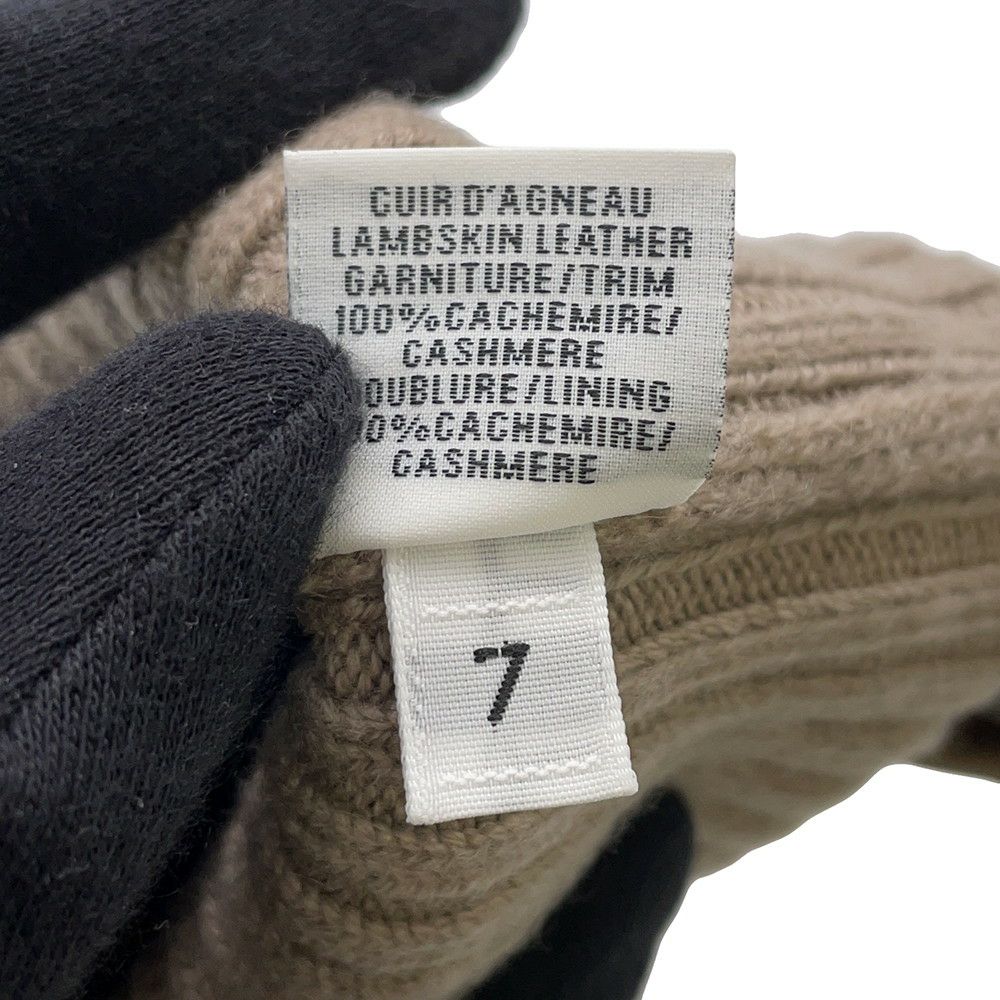 CUIR D'AGNEAU
LAMBSKIN LEATHER
GARNITURE/TRIM
100%CACHEMIRE/
CASHMERE
OUBLURE/LINING
0%CACHEMIRE/
CASHMERE
7